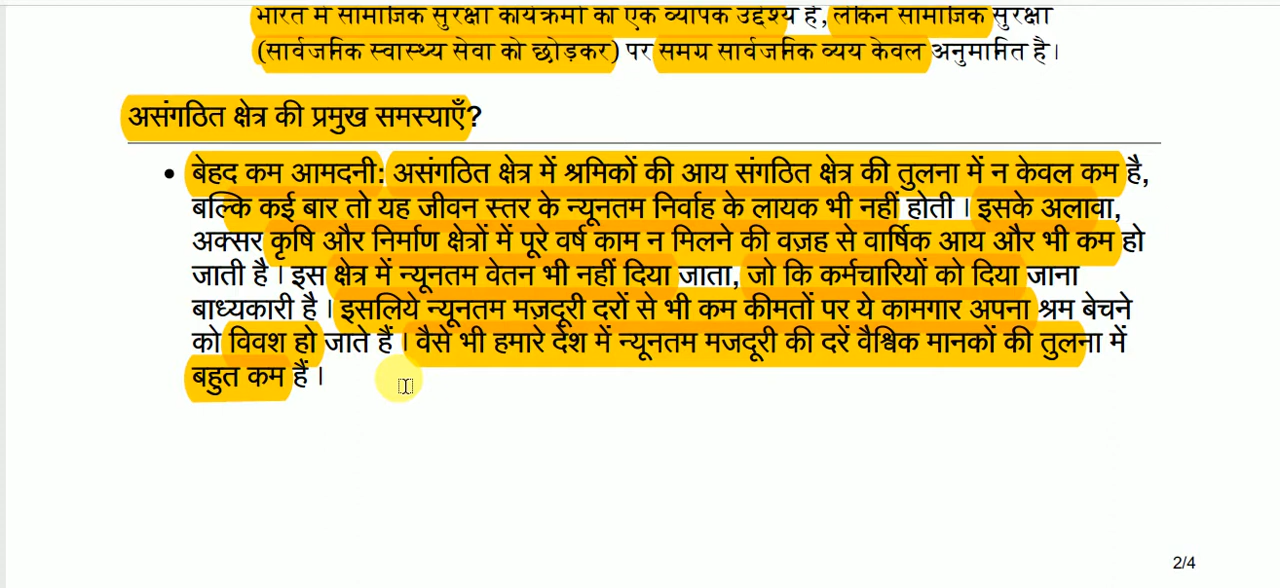 भारत में सामाजिक सुरक्षा कार्यक्रमों का एक व्यापक उद्देश्य है, लेकिन सामाजिक सुरक्षा
(सार्वजनिक स्वास्थ्य सेवा को छोड़कर) पर समग्र सार्वजनिक व्यय केवल अनुमानित है।
असंगठित क्षेत्र की प्रमुख समस्याएँ?
• बेहद कम आमदनी: असंगठित क्षेत्र में श्रमिकों की आय संगठित क्षेत्र की तुलना में न केवल कम है,
बल्कि कई बार तो यह जीवन स्तर के न्यूनतम निर्वाह के लायक भी नहीं होती। इसके अलावा,
अक्सर कृषि और निर्माण क्षेत्रों में पूरे वर्ष काम न मिलने की वज़ह से वार्षिक आय और भी कम हो
जाती है। इस क्षेत्र में न्यूनतम वेतन भी नहीं दिया जाता, जो कि कर्मचारियों को दिया जाना
बाध्यकारी है। इसलिये न्यूनतम मज़दूरी दरों से भी कम कीमतों पर ये कामगार अपना श्रम बेचने
को विवश हो जाते हैं। वैसे भी हमारे देश में न्यूनतम मजदूरी की दरें वैश्विक मानकों की तुलना में
बहुत कम हैं।
2/4